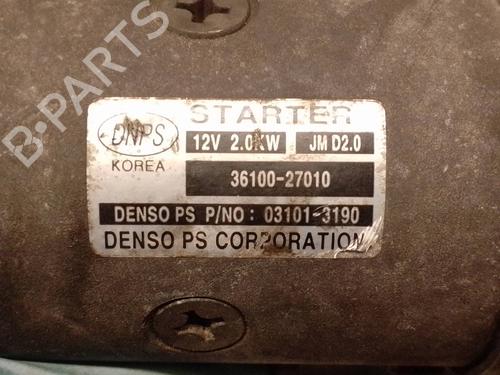 B-PARTS
STARTER
DNPS
12V 2.0KW
JM D2.0
KOREA
36100-27010
DENSO PS P/NO: 03101-3190
DENSO PS CORPORATION